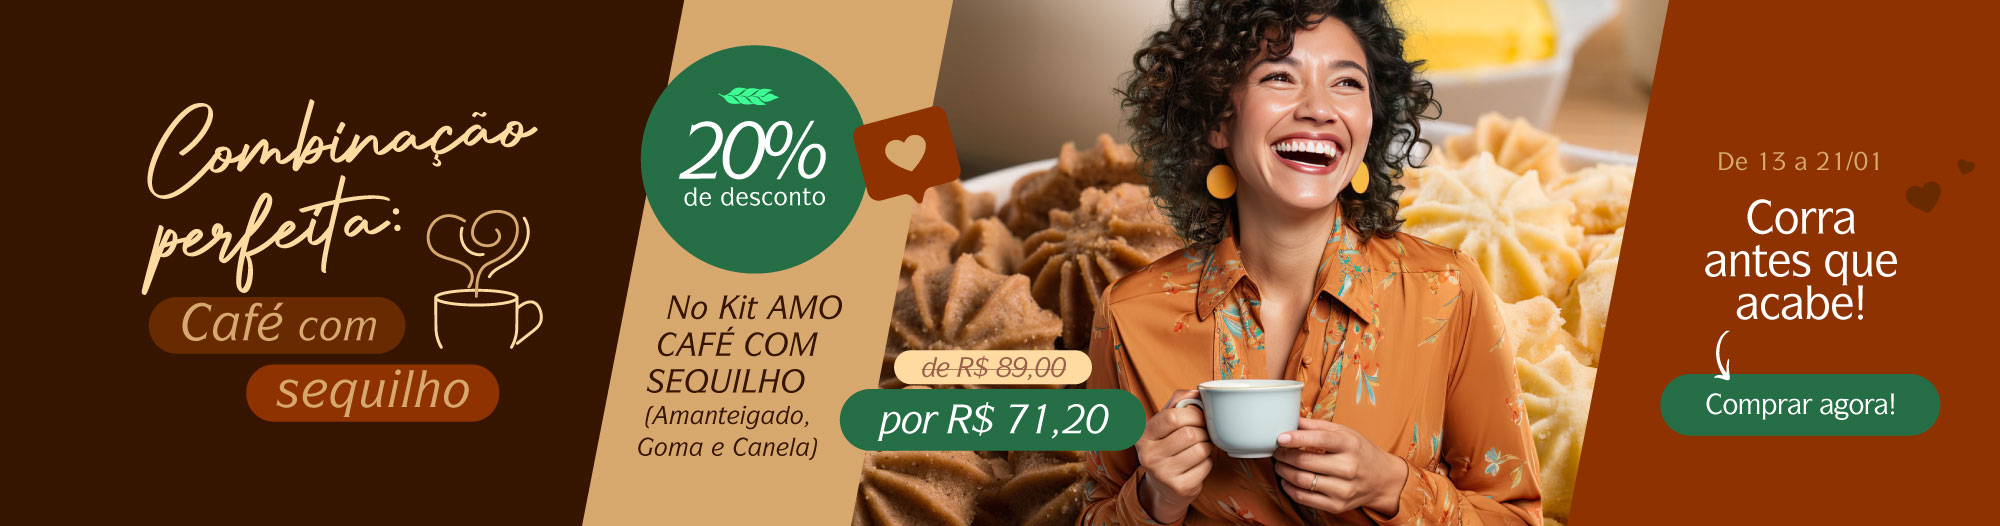 Combinação
perfeita:
Café com
sequilho
20%
de desconto
No Kit AMO
CAFÉ COM
SEQUILHO
(Amanteigado,
Goma e Canela)
de R$ 89,00
por R$ 71,20
De 13 a 21/01
Corra
antes que
acabe!
Comprar agora!